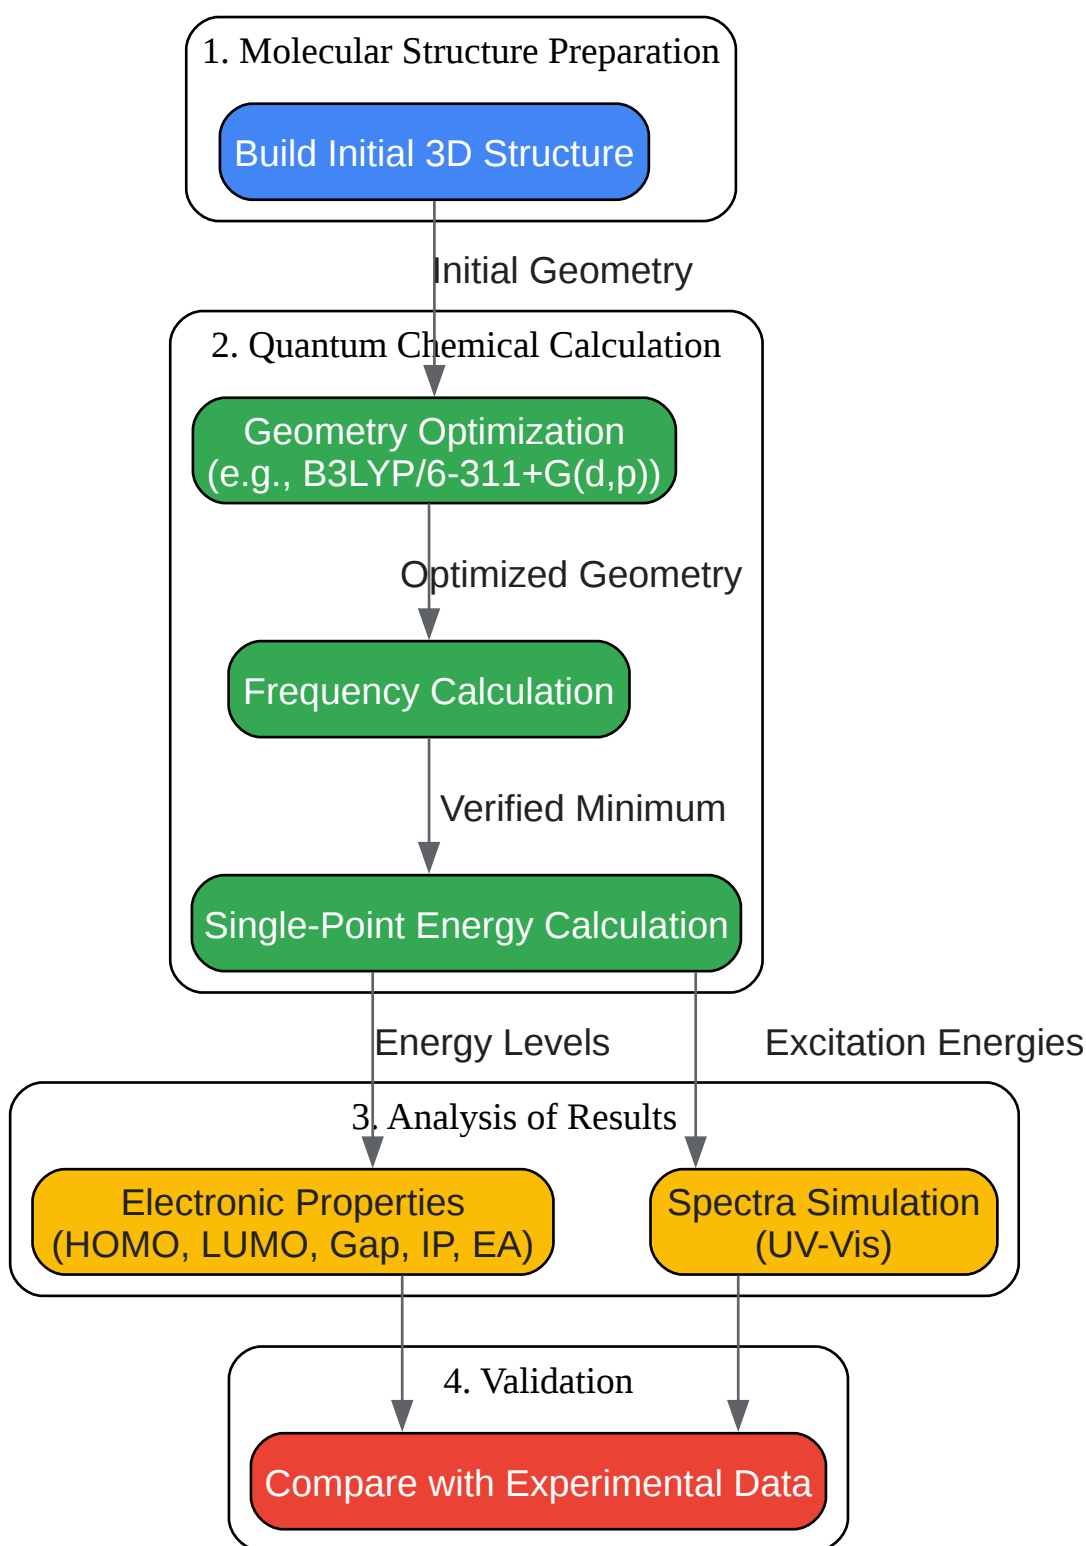 1. Molecular Structure Preparation
Build Initial 3D Structure
Initial Geometry
2. Quantum Chemical Calculation
Geometry Optimization
(e.g., B3LYP/6-311+G(d,p))
Optimized Geometry
Frequency Calculation
Verified Minimum
Single-Point Energy Calculation
Energy Levels
Excitation Energies
3. Analysis of Results
Electronic Properties
(HOMO, LUMO, Gap, IP, EA)
Spectra Simulation
(UV-Vis)
4. Validation
Compare with Experimental Data